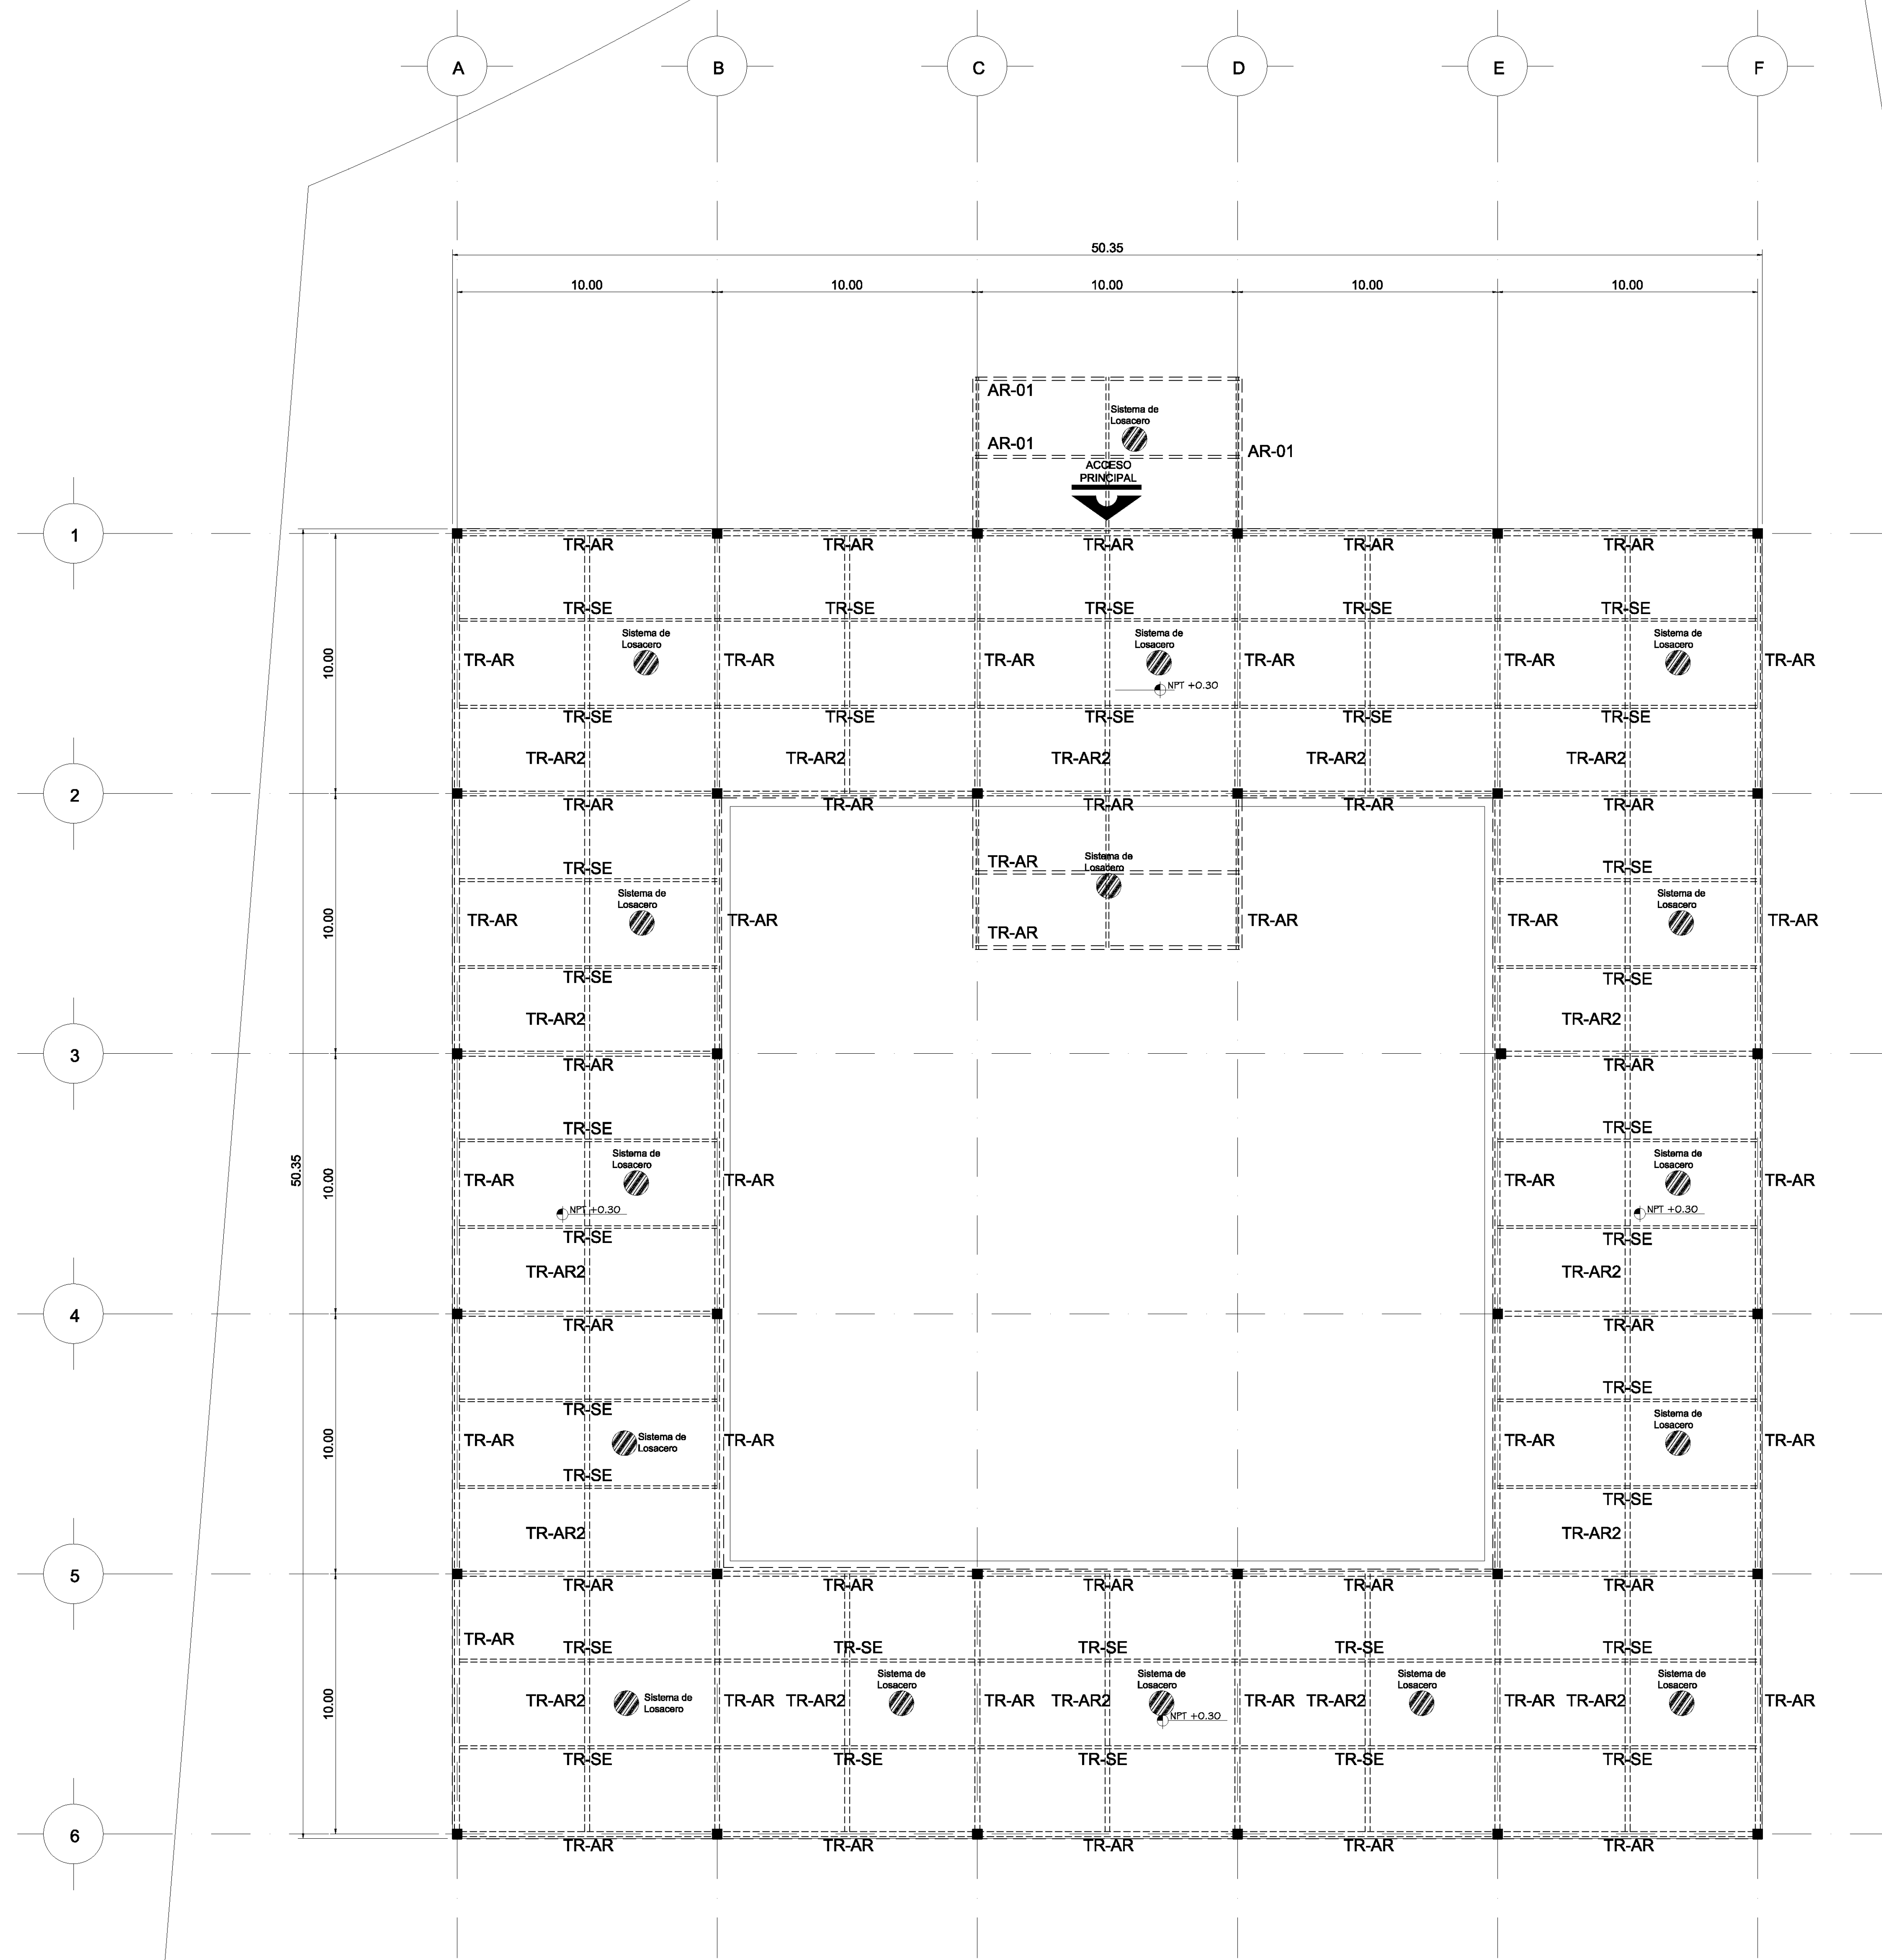 A B C D E F
50.35
10.00 10.00 10.00 10.00 10.00
AR-01
Sistema de
Losacero
AR-01
AR-01
ACCESO
PRINCIPAL
1
TR-AR TR-AR TR-AR TR-AR TR-AR
TR-SE TR-SE TR-SE TR-SE TR-SE
Sistema de Sistema de Sistema de
Losacero Losacero Losacero
10.00
TR-AR TR-AR TR-AR TR-AR TR-AR TR-AR
NPT +0.30
TR-SE TR-SE TR-SE TR-SE TR-SE
TR-AR2 TR-AR2 TR-AR2 TR-AR2 TR-AR2
2
TR-AR TR-AR TR-AR TR-AR TR-AR
Sistema de
Losacero
TR-SE TR-AR TR-SE
Sistema de Sistema de
Losacero Losacero
10.00
TR-AR TR-AR TR-AR TR-AR TR-AR
TR-AR
TR-SE TR-SE
TR-AR2 TR-AR2
3
TR-AR TR-AR
TR-SE TR-SE
Sistema de Sistema de
Losacero Losacero
50.35
10.00
TR-AR TR-AR TR-AR TR-AR
NPT +0.30 NPT +0.30
TR-SE TR-SE
TR-AR2 TR-AR2
4
TR-AR TR-AR
TR-SE TR-SE
Sistema de Sistema de
Losacero Losacero
10.00
TR-AR TR-AR TR-AR TR-AR
TR-SE TR-SE
TR-AR2 TR-AR2
5
TR-AR TR-AR TR-AR TR-AR TR-AR
TR-AR
TR-SE TR-SE TR-SE TR-SE TR-SE
Sistema de Sistema de Sistema de Sistema de Sistema de
Losacero Losacero Losacero Losacero Losacero
10.00
TR-AR2 TR-AR TR-AR2 TR-AR TR-AR2 TR-AR TR-AR2 TR-AR TR-AR2 TR-AR
NPT +0.30
TR-SE TR-SE TR-SE TR-SE TR-SE
6
TR-AR TR-AR TR-AR TR-AR TR-AR